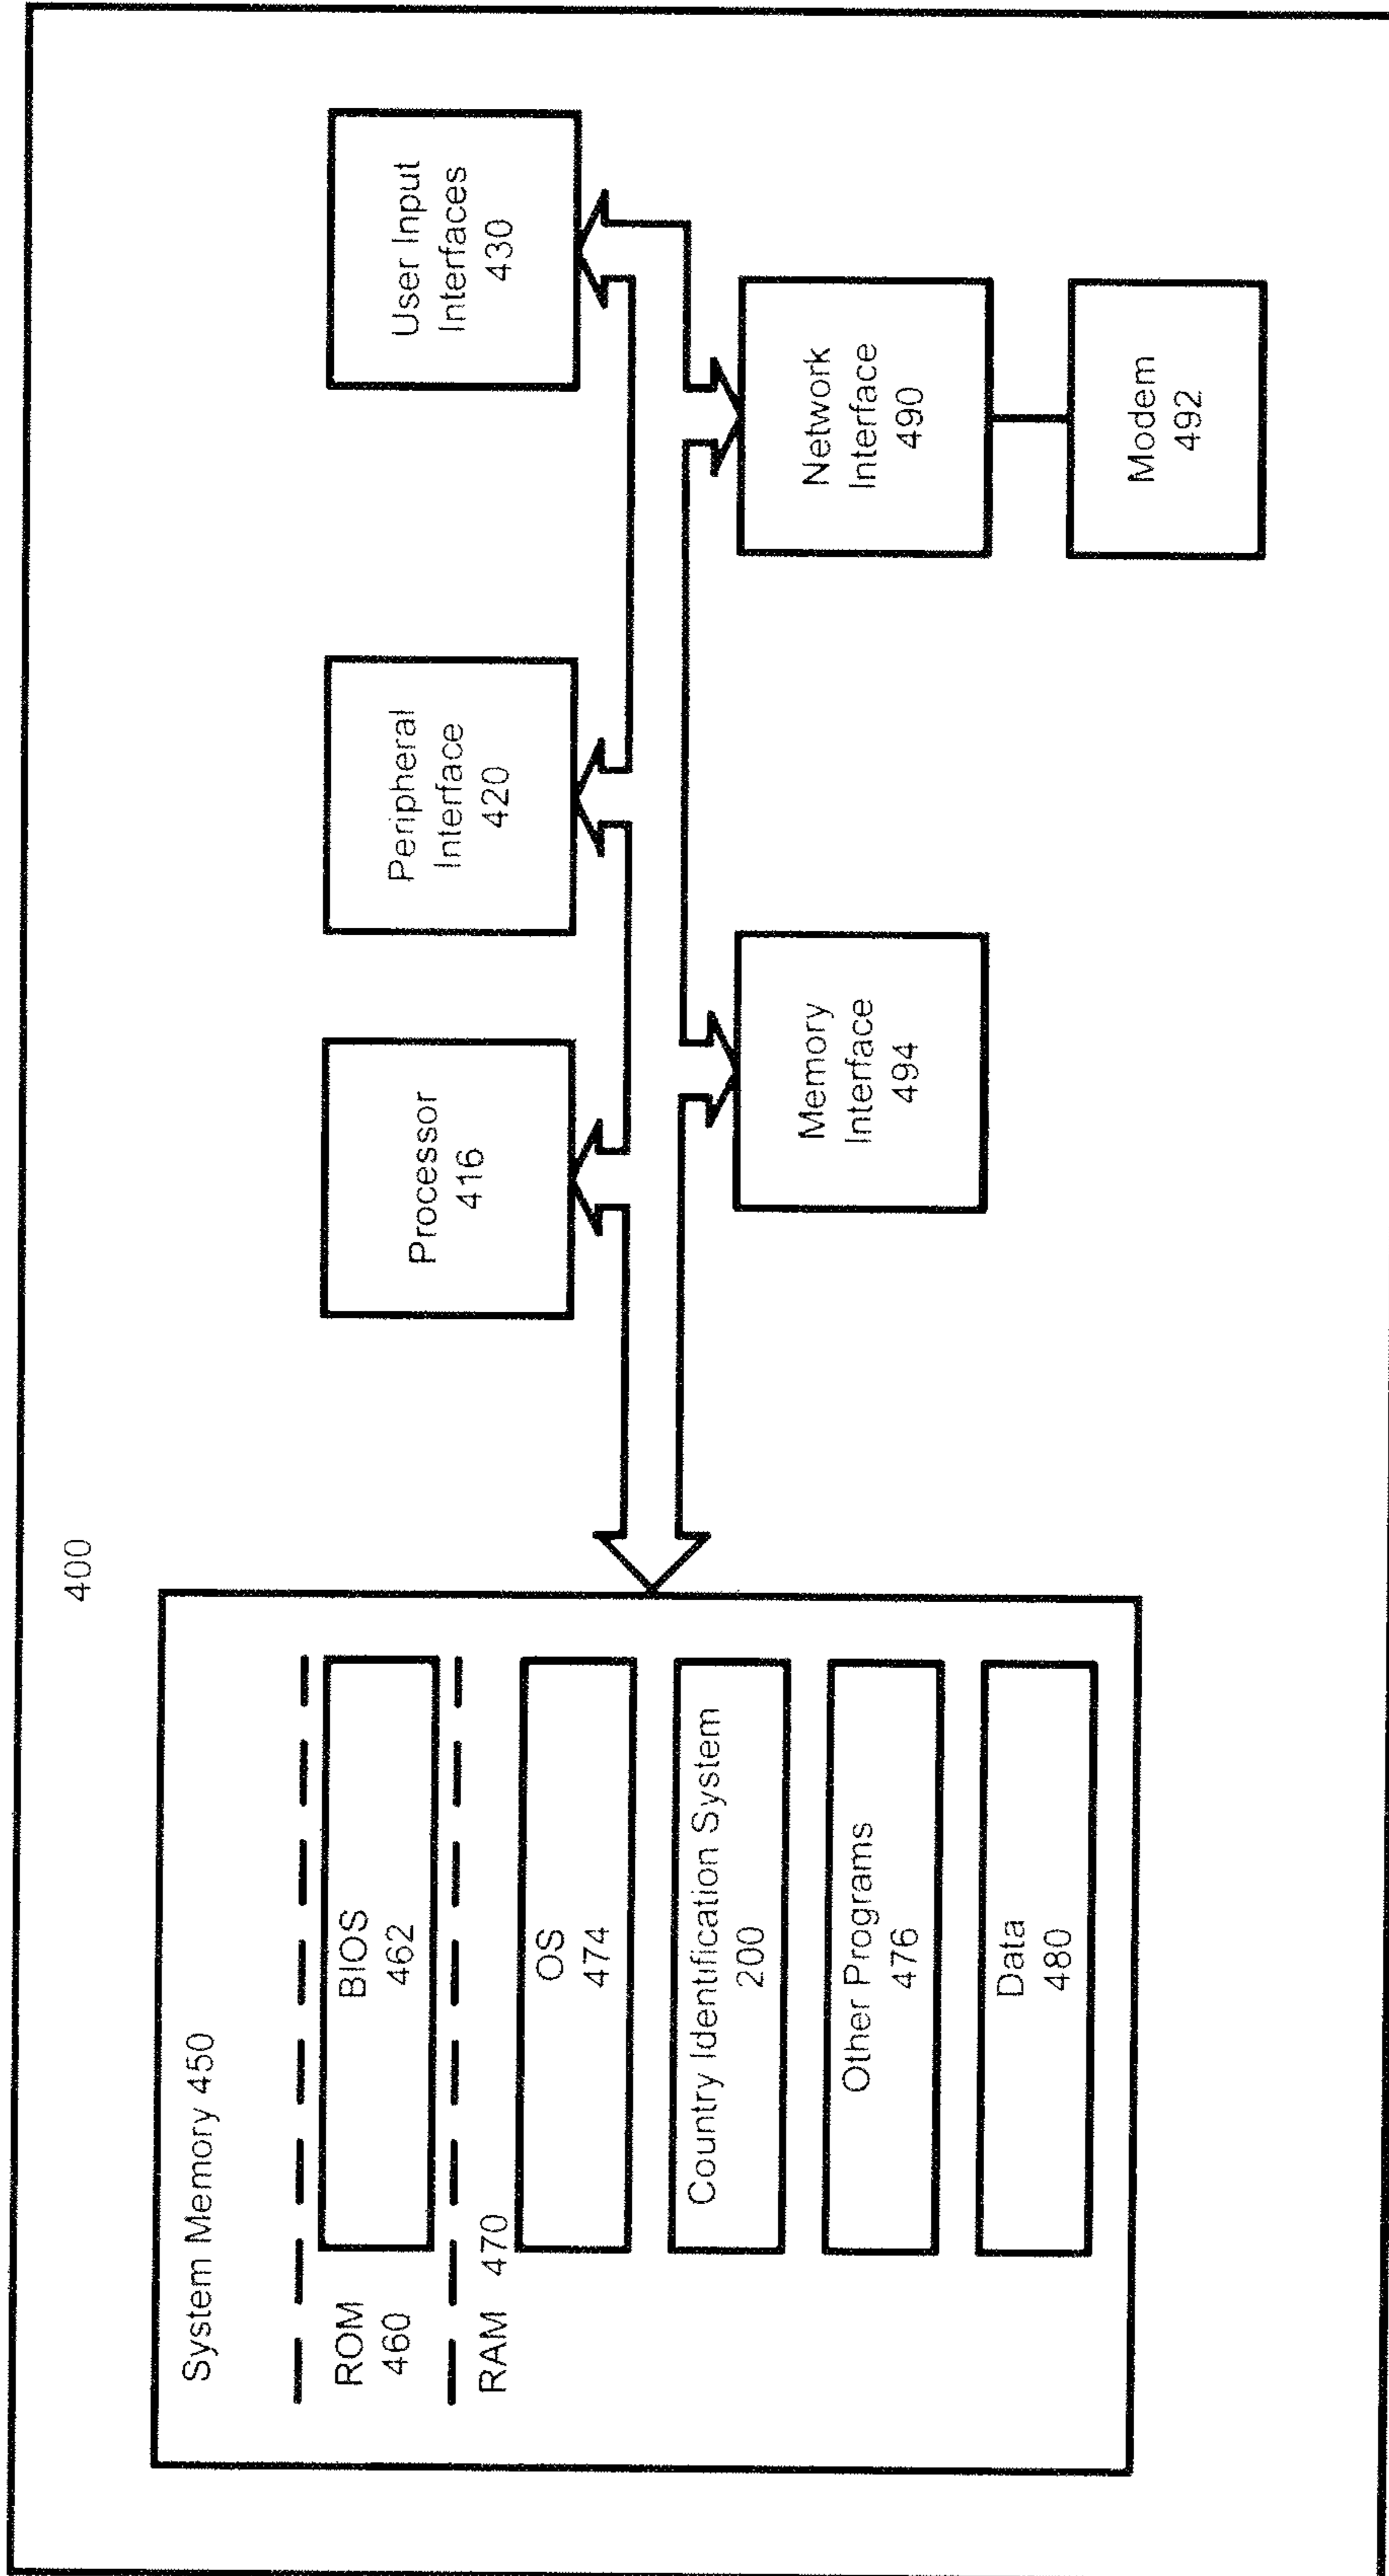 400
System Memory 450
ROM
460
BIOS
462
RAM 470
OS
474
Country Identification System
200
Other Programs
476
Data
480
Processor
416
Peripheral
Interface
420
User Input
Interfaces
430
Memory
Interface
494
Network
Interface
490
Modem
492